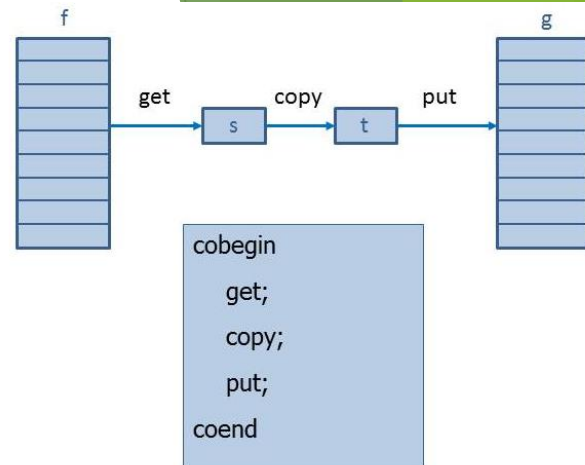 f g
get copy put
s t
cobegin
get;
copy;
put;
coend